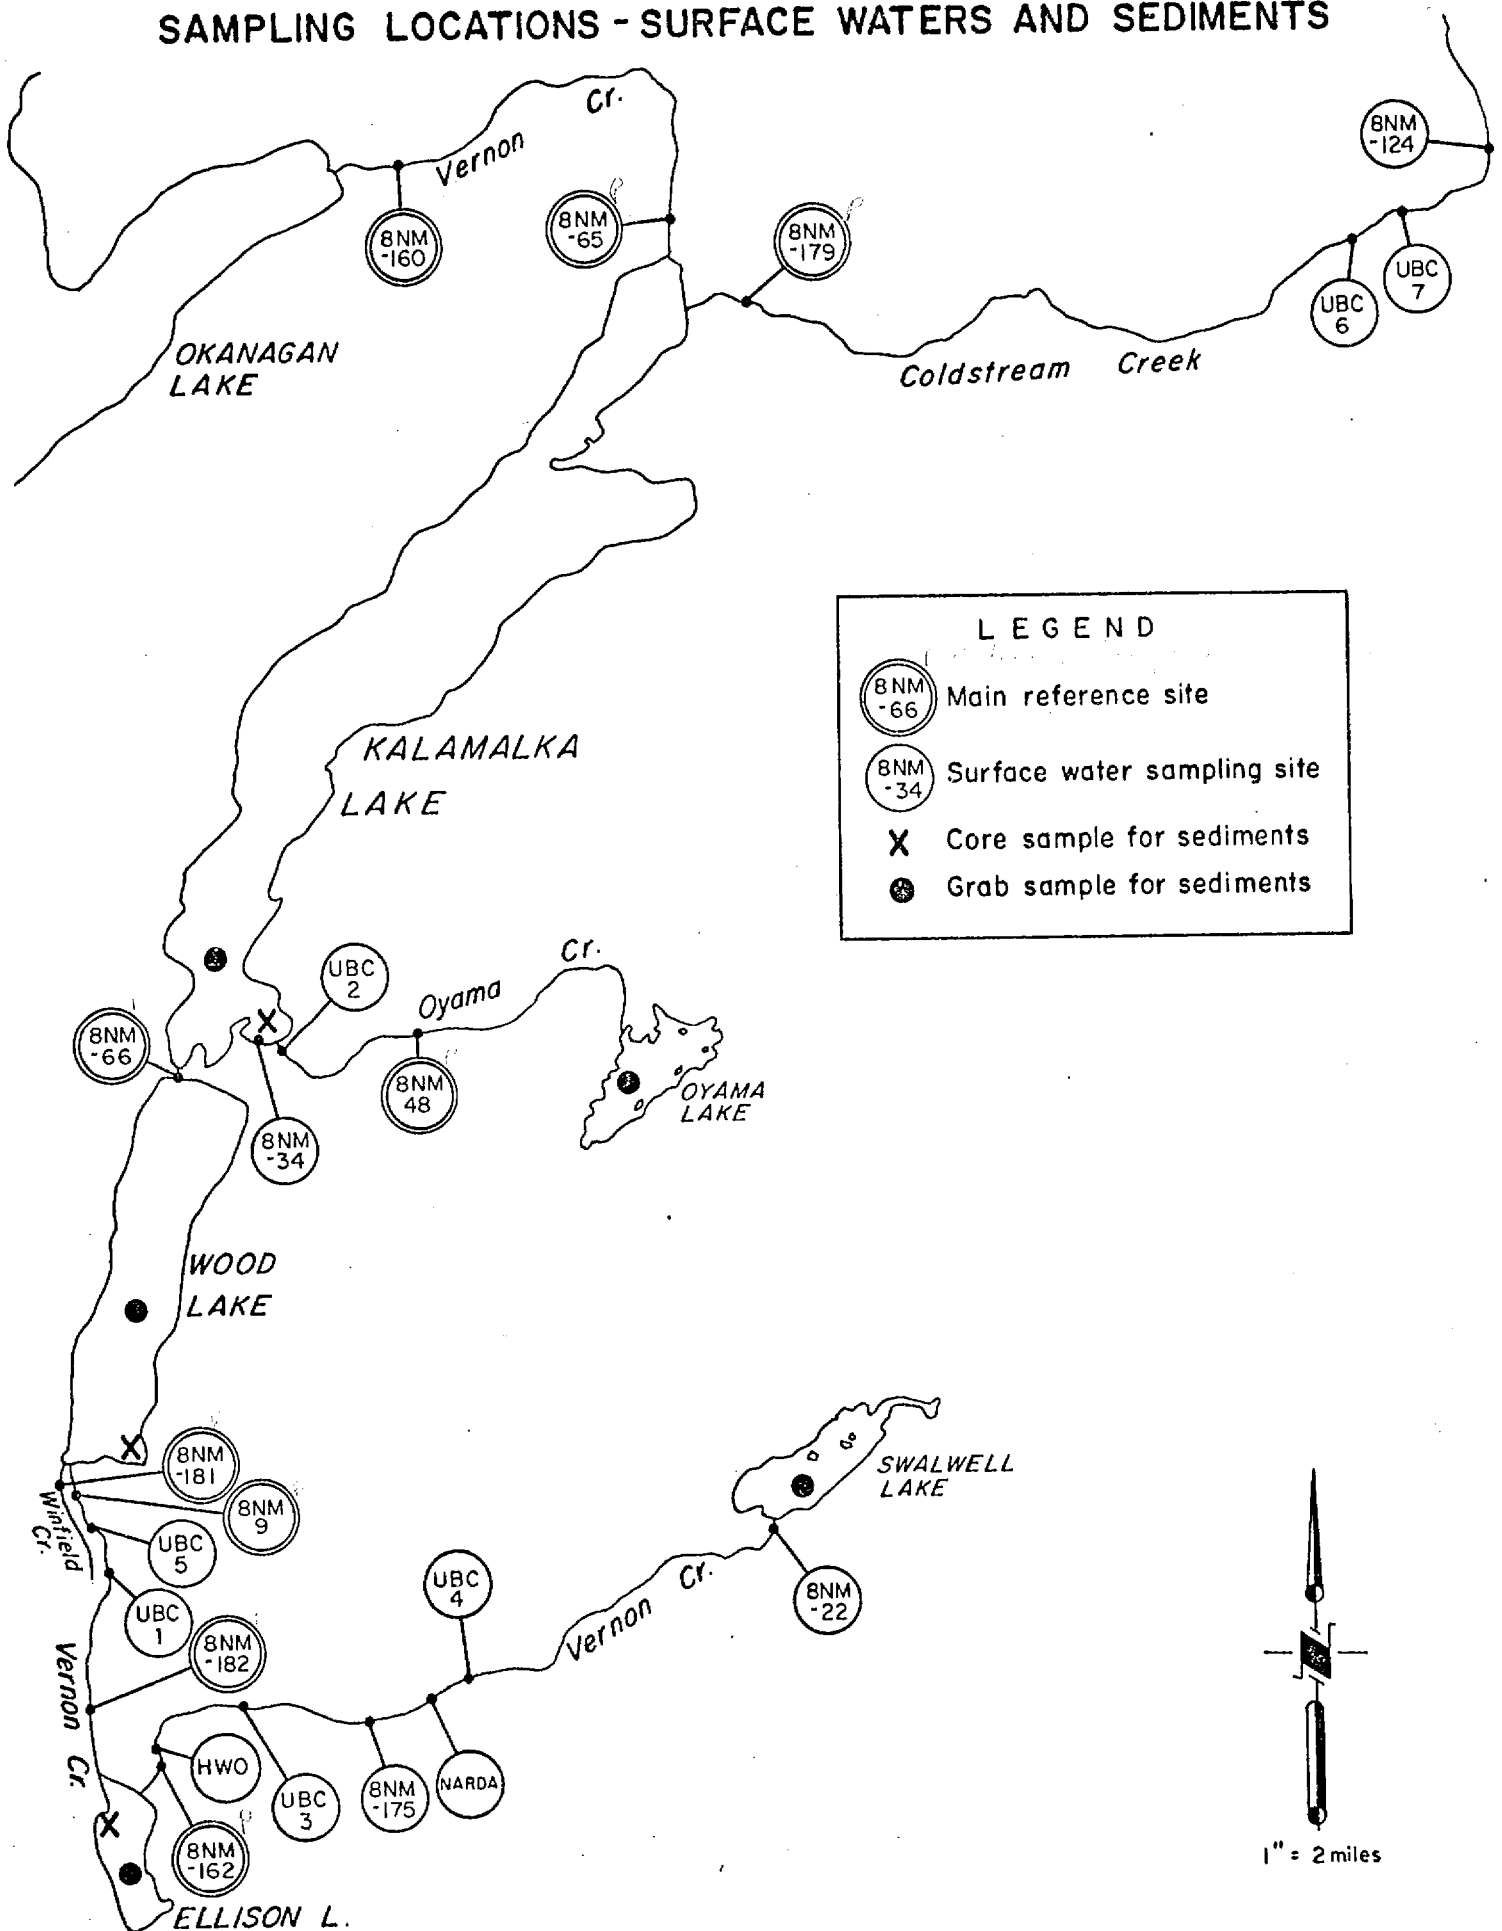 SAMPLING LOCATIONS - SURFACE WATERS AND SEDIMENTS
Vernon Cr.
8NM
-160
8NM
-65
8NM
-179
8NM
-124
UBC
7
UBC
6
OKANAGAN
LAKE
Coldstream Creek
LEGEND
8NM
-66
Main reference site
8NM
-34
Surface water sampling site
X Core sample for sediments
Grab sample for sediments
KALAMALKA
LAKE
UBC
2
Oyama Cr.
8NM
-66
8NM
48
8NM
-34
OYAMA
LAKE
WOOD
LAKE
8NM
-181
8NM
9
Winfield
Cr.
UBC
5
UBC
1
8NM
-182
Vernon Cr.
SWALWELL
LAKE
8NM
-22
Vernon Cr.
UBC
4
HWO
UBC
3
8NM
-175
NARDA
8NM
-162
ELLISON L.
1" = 2 miles